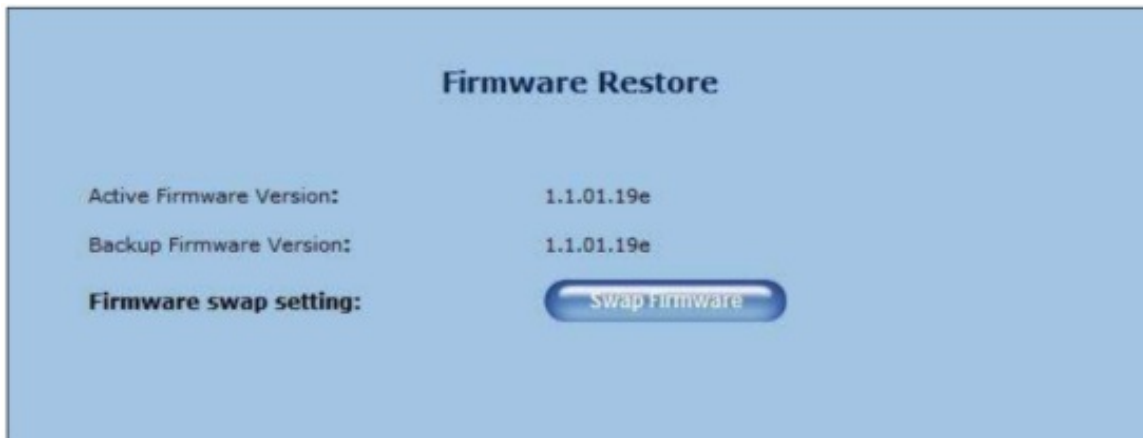 Firmware Restore
Active Firmware Version: 1.1.01.19e
Backup Firmware Version: 1.1.01.19e
Firmware swap setting: Swap Firmware